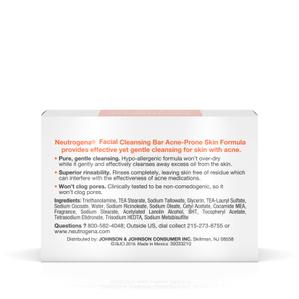 Neutrogena® Facial Cleansing Bar Acne-Prone Skin Formula
provides effective yet gentle cleansing for skin with acne.
• Pure, gentle cleansing. Hypo-allergenic formula won't over-dry
while it gently and effectively cleanses away excess oil from the skin.
• Superior rinsability. Rinses completely, leaving skin free of residue which
can interfere with the effectiveness of acne medications.
• Won't clog pores. Clinically tested to be non-comedogenic, so it
won't clog pores.
Ingredients: Triethanolamine, TEA Stearate, Sodium Tallowate, Glycerin, TEA-Lauryl Sulfate,
Sodium Cocoate, Water, Sodium Ricinoleate, Sodium Oleate, Cetyl Acetate, Cocamide MEA,
Fragrance, Sodium Stearate, Acetylated Lanolin Alcohol, BHT, Tocopheryl Acetate,
Tetrasodium Etidronate, Trisodium HEDTA, Sodium Metabisulfite
Questions ? 800-582-4048; Outside US, dial collect 215-273-8755 or
www.neutrogena.com
Distributed by: JOHNSON & JOHNSON CONSUMER INC. Skillman, NJ 08558
©J&JCI 2016 Made in Mexico 39033210